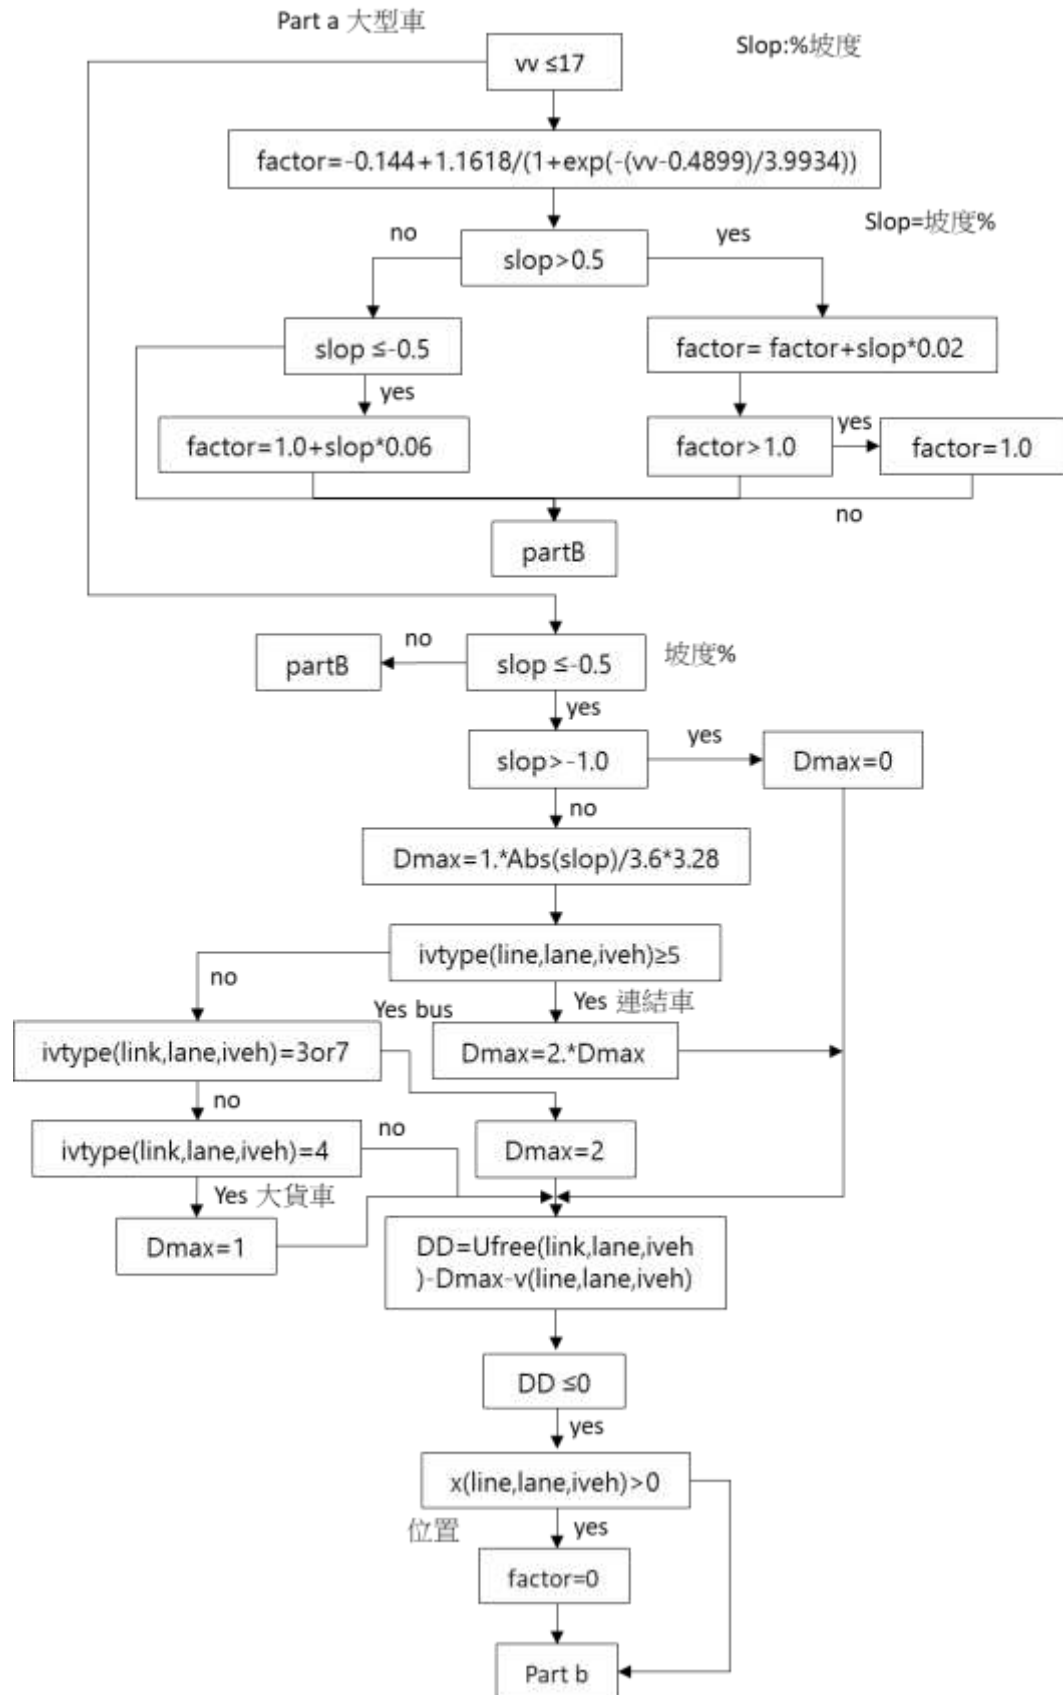 Part a 大型車
Slop:%坡度
vv ≤17
factor=-0.144+1.1618/(1+exp(-(vv-0.4899)/3.9934))
Slop=坡度%
no
yes
slop>0.5
slop ≤-0.5
factor= factor+slop*0.02
yes
factor=1.0+slop*0.06
factor>1.0
yes
factor=1.0
no
partB
no
partB
slop ≤-0.5
坡度%
yes
slop>-1.0
yes
Dmax=0
no
Dmax=1.*Abs(slop)/3.6*3.28
ivtype(line,lane,iveh)≥5
no
Yes bus
Yes 連結車
ivtype(link,lane,iveh)=3or7
Dmax=2.*Dmax
no
ivtype(link,lane,iveh)=4
no
Dmax=2
Yes 大貨車
Dmax=1
DD=Ufree(link,lane,iveh
)-Dmax-v(line,lane,iveh)
DD ≤0
yes
x(line,lane,iveh)>0
位置
yes
factor=0
Part b